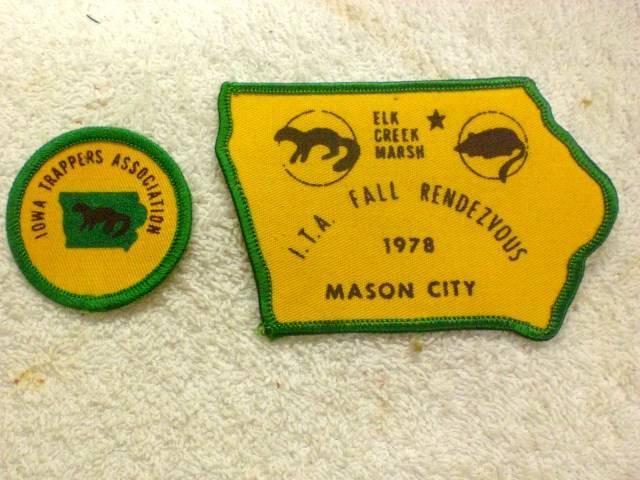 IOWA TRAPPERS ASSOCIATION
ELK
CREEK
MARSH
I.T.A. FALL RENDEZVOUS
1978
MASON CITY